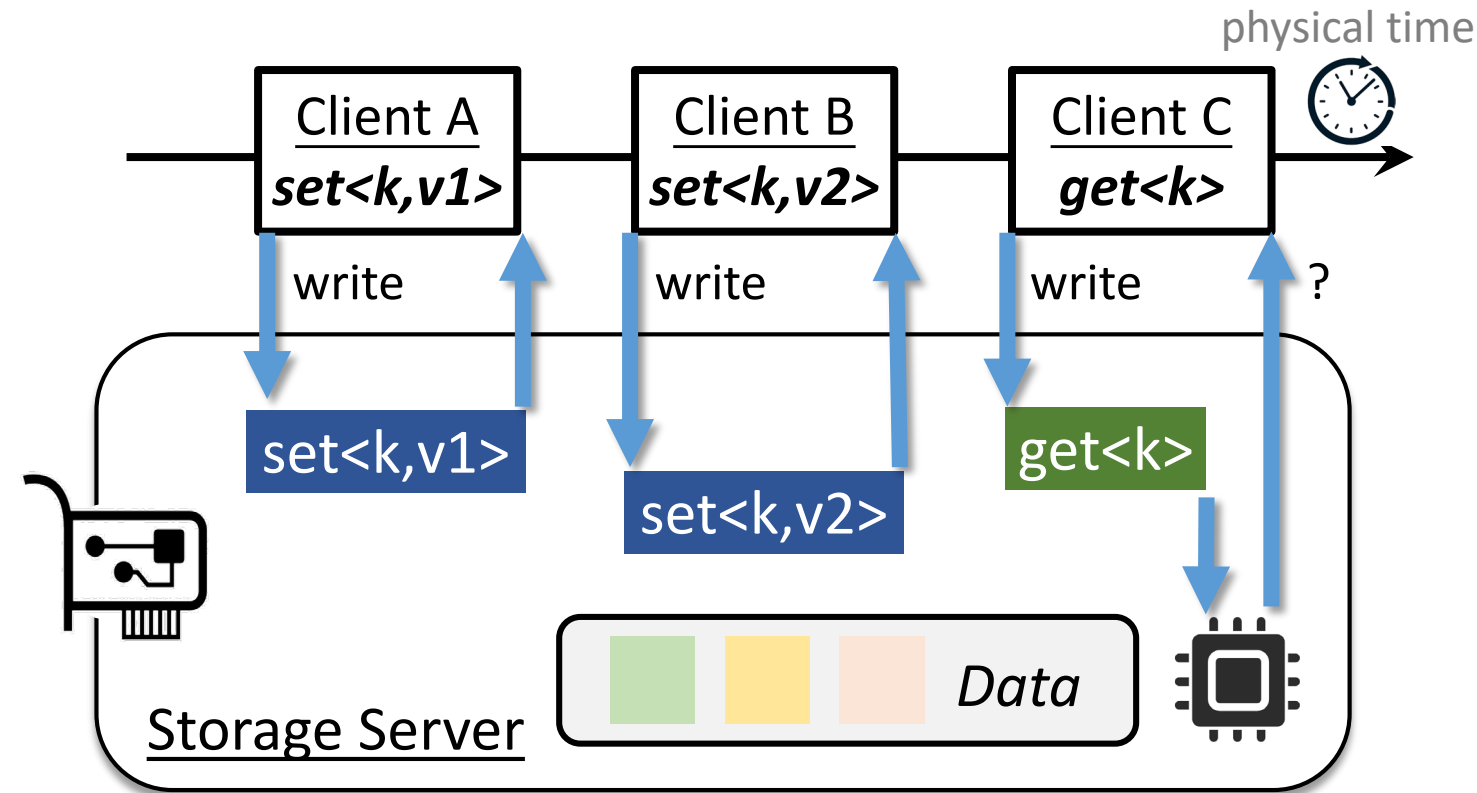 physical time
Client A
set<k,v1>
Client B
set<k,v2>
Client C
get<k>
write
write
write
?
set<k,v1>
set<k,v2>
get<k>
Data
Storage Server